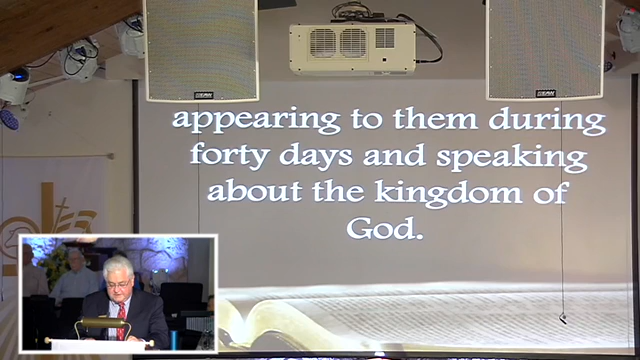 appearing to them during
forty days and speaking
about the kingdom of
God.